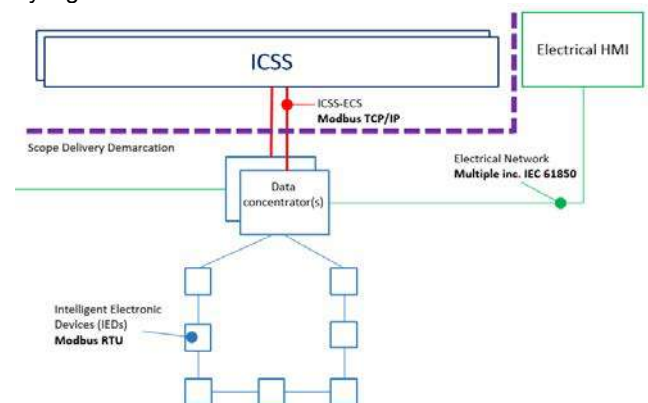 ICSS
Electrical HMI
ICSS-ECS
Modbus TCP/IP
Scope Delivery Demarcation
Electrical Network
Multiple inc. IEC 61850
Data
concentrator(s)
Intelligent Electronic
Devices (IEDs)
Modbus RTU